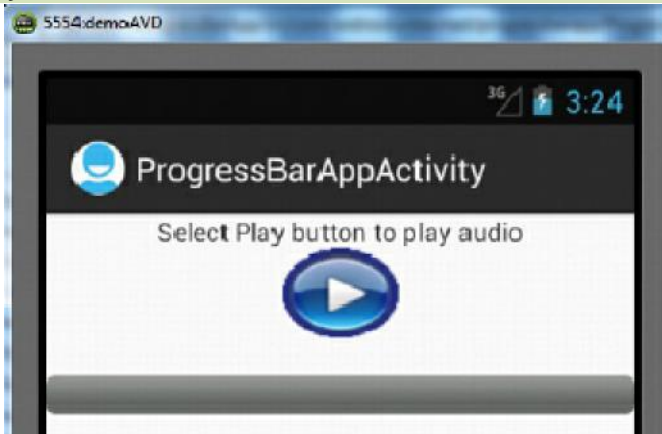 5554:demoAVD
3G 3:24
ProgressBarAppActivity
Select Play button to play audio